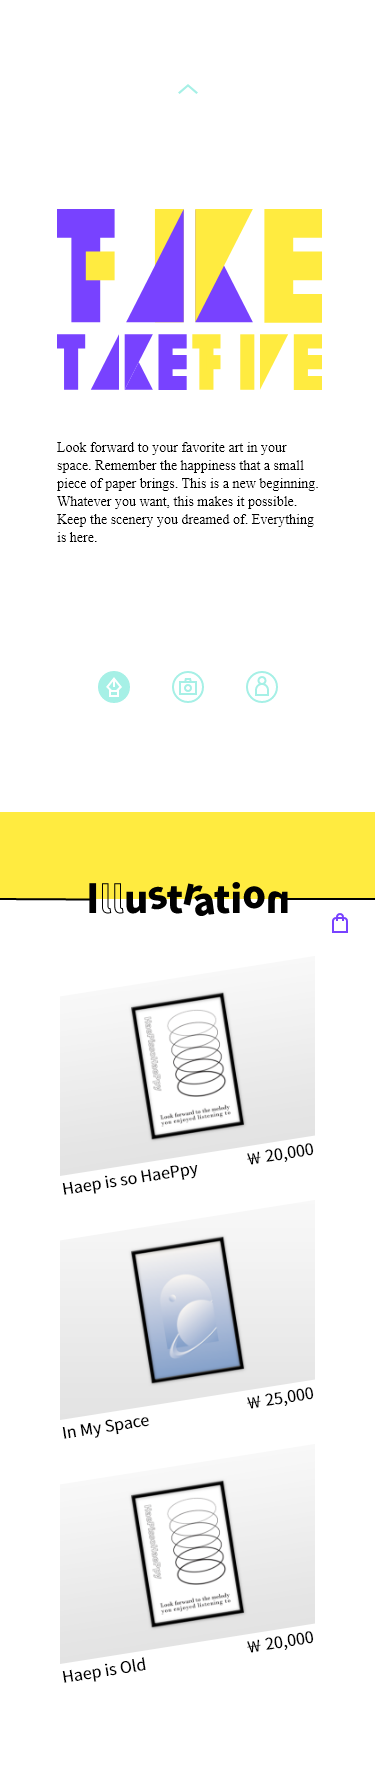 TAKE
TAKE FIVE
Look forward to your favorite art in your
space. Remember the happiness that a small
piece of paper brings. This is a new beginning.
Whatever you want, this makes it possible.
Keep the scenery you dreamed of. Everything
is here.
Illustration
Look forward to the melody
you enjoyed listening to
Haep is so HaePpy
₩ 20,000
In My Space
₩ 25,000
Look forward to the melody
you enjoyed listening to
Haep is Old
₩ 20,000